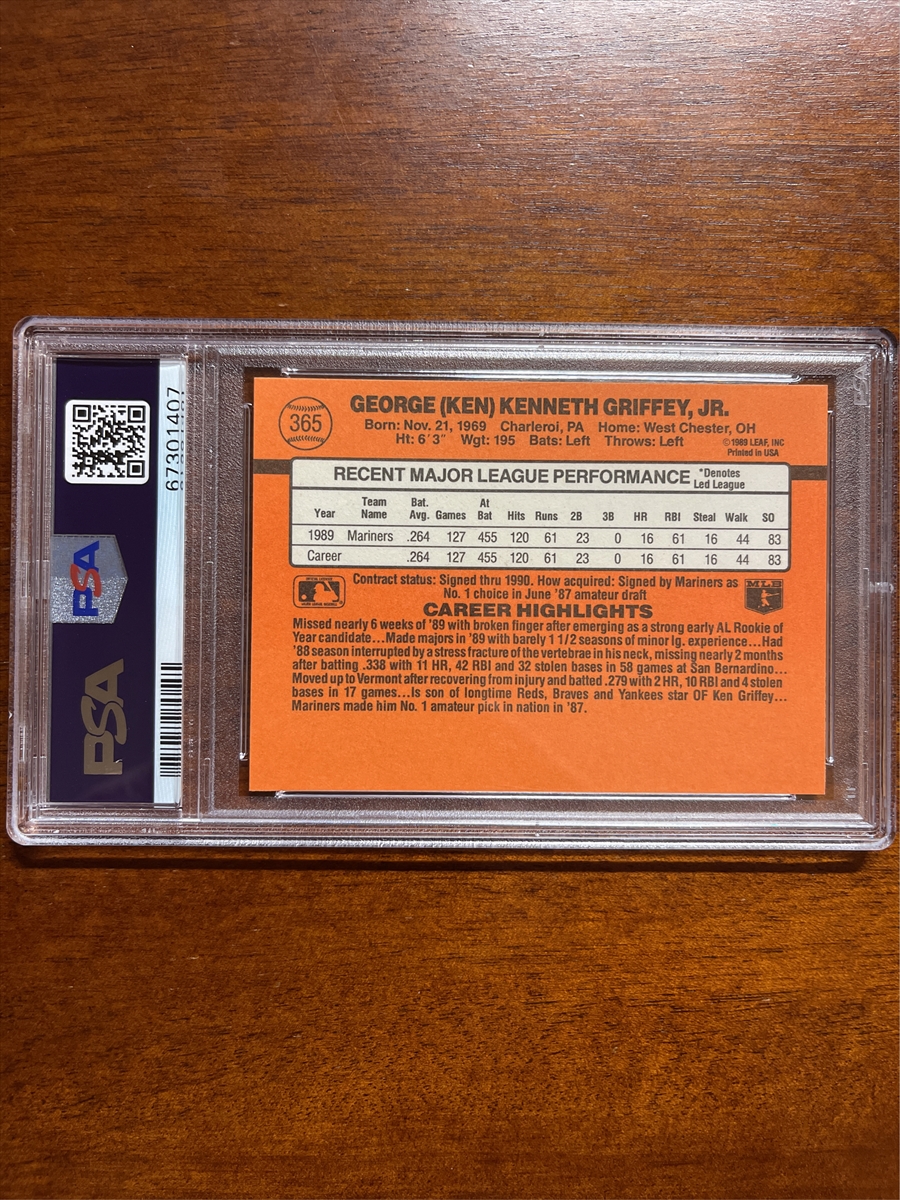 67301407
PSA
PSA
365
GEORGE (KEN) KENNETH GRIFFEY, JR.
Born: Nov. 21, 1969 Charleroi, PA Home: West Chester, OH
Ht: 6´3˝ Wgt: 195 Bats: Left Throws: Left
©1989 LEAF, INC
Printed in USA
RECENT MAJOR LEAGUE PERFORMANCE *Denotes Led League
Year Team Name Bat. Avg. Games At Bat Hits Runs 2B 3B HR RBI Steal Walk SO
1989 Mariners .264 127 455 120 61 23 0 16 61 16 44 83
Career .264 127 455 120 61 23 0 16 61 16 44 83
Contract status: Signed thru 1990. How acquired: Signed by Mariners as
No. 1 choice in June '87 amateur draft
MLB
CAREER HIGHLIGHTS
Missed nearly 6 weeks of '89 with broken finger after emerging as a strong early AL Rookie of
Year candidate...Made majors in '89 with barely 1 1/2 seasons of minor lg. experience...Had
'88 season interrupted by a stress fracture of the vertebrae in his neck, missing nearly 2 months
after batting .338 with 11 HR, 42 RBI and 32 stolen bases in 58 games at San Bernardino...
Moved up to Vermont after recovering from injury and batted .279 with 2 HR, 10 RBI and 4 stolen
bases in 17 games...Is son of longtime Reds, Braves and Yankees star OF Ken Griffey...
Mariners made him No. 1 amateur pick in nation in '87.